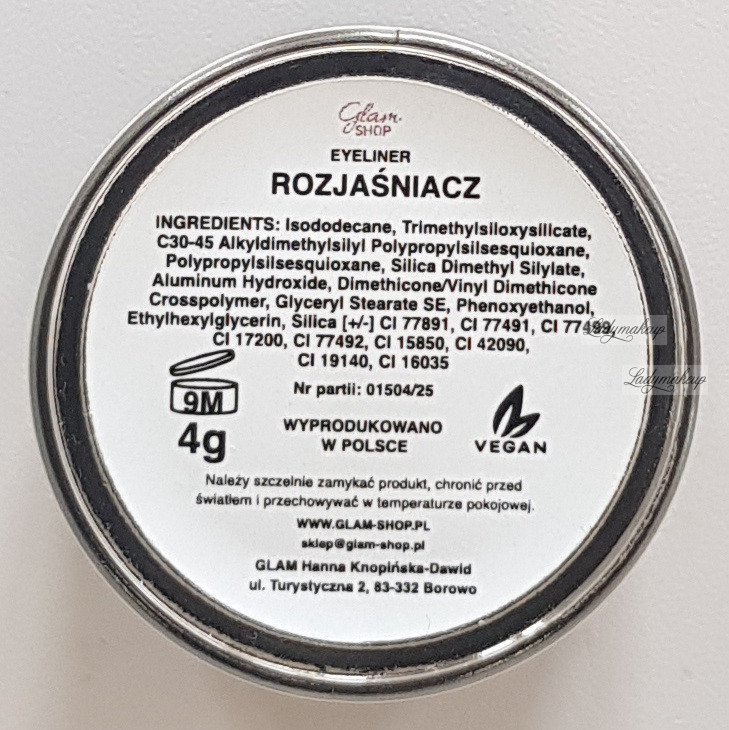 Glam
SHOP
EYELINER
ROZJAŚNIACZ
INGREDIENTS: Isododecane, Trimethylsiloxysilicate,
C30-45 Alkyldimethylsilyl Polypropylsilsesquioxane,
Polypropylsilsesquioxane, Silica Dimethyl Silylate,
Aluminum Hydroxide, Dimethicone/Vinyl Dimethicone
Crosspolymer, Glyceryl Stearate SE, Phenoxyethanol,
Ethylhexylglycerin, Silica [+/-] CI 77891, CI 77491, CI 77499,
Ladymakeup
CI 17200, CI 77492, CI 15850, CI 42090,
CI 19140, CI 16035
Ladymakeup
Nr partii: 01504/25
9M
4g
WYPRODUKOWANO
W POLSCE
VEGAN
Należy szczelnie zamykać produkt, chronić przed
światłem i przechowywać w temperaturze pokojowej.
WWW.GLAM-SHOP.PL
sklep@glam-shop.pl
GLAM Hanna Knopińska-Dawid
ul. Turystyczna 2, 83-332 Borowo